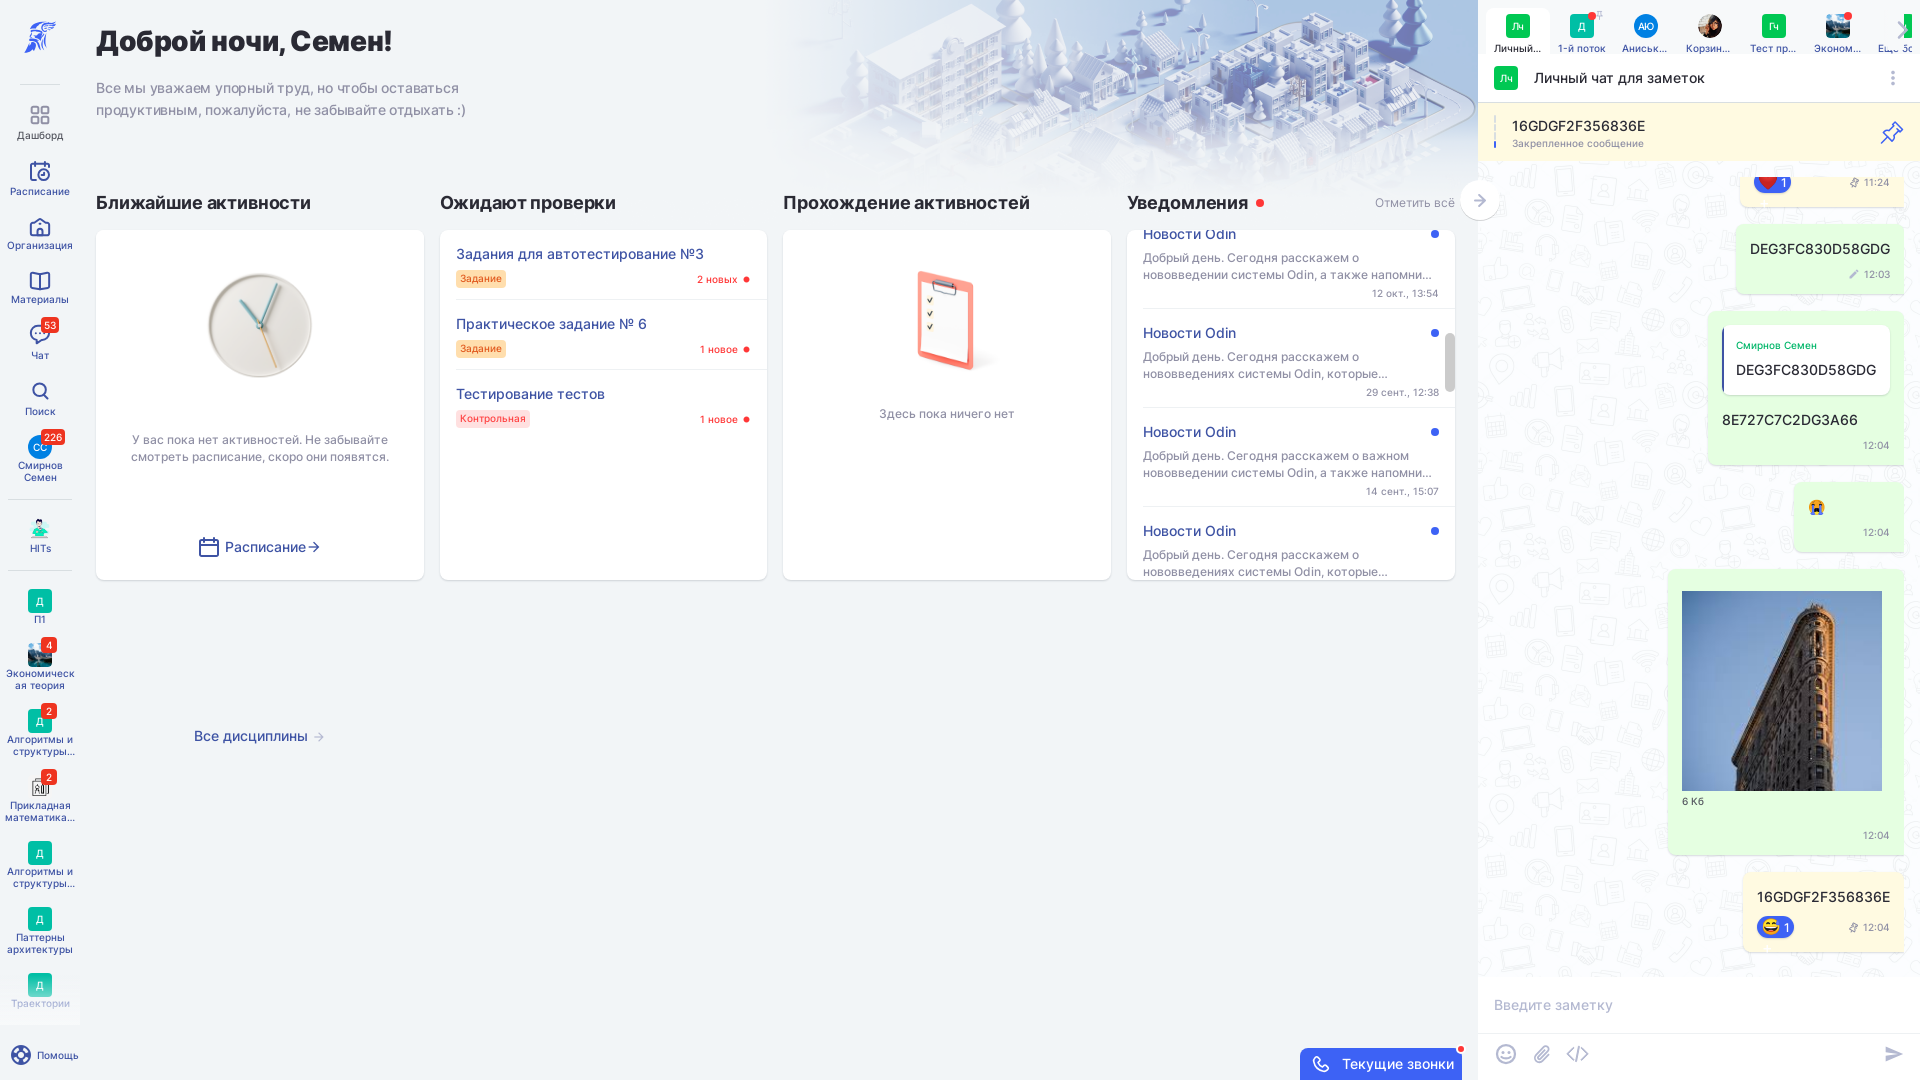 Доброй ночи, Семен!
Все мы уважаем упорный труд, но чтобы оставаться
продуктивным, пожалуйста, не забывайте отдыхать :)
Дашборд
Расписание
Организация
Материалы
53
Чат
Поиск
СС
226
Смирнов
Семен
HITs
Д
П1
4
Экономическ
ая теория
Д
2
Алгоритмы и
структуры...
2
Прикладная
математика...
Д
Алгоритмы и
структуры...
Д
Паттерны
архитектуры
Д
Траектории
Помощь
Ближайшие активности
У вас пока нет активностей. Не забывайте
смотреть расписание, скоро они появятся.
Расписание
Все дисциплины
Ожидают проверки
Задания для автотестирование №3
Задание
2 новых
Практическое задание № 6
Задание
1 новое
Тестирование тестов
Контрольная
1 новое
Прохождение активностей
Здесь пока ничего нет
Уведомления
Отметить всё
Новости Odin
Добрый день. Сегодня расскажем о
нововведении системы Odin, а также напомни...
12 окт., 13:54
Новости Odin
Добрый день. Сегодня расскажем о
нововведениях системы Odin, которые...
29 сент., 12:38
Новости Odin
Добрый день. Сегодня расскажем о важном
нововведении системы Odin, а также напомни...
14 сент., 15:07
Новости Odin
Добрый день. Сегодня расскажем о
нововведениях системы Odin, которые...
Текущие звонки
Лч
Личный...
Д
1-й поток
АЮ
Аниськ...
Корзин...
Гч
Тест пр...
Эконом...
Лч
Личный чат для заметок
16GDGF2F356836E
Закрепленное сообщение
1
11:24
DEG3FC830D58GDG
12:03
Смирнов Семен
DEG3FC830D58GDG
8E727C7C2DG3A66
12:04
12:04
6 Кб
12:04
16GDGF2F356836E
1
12:04
Введите заметку